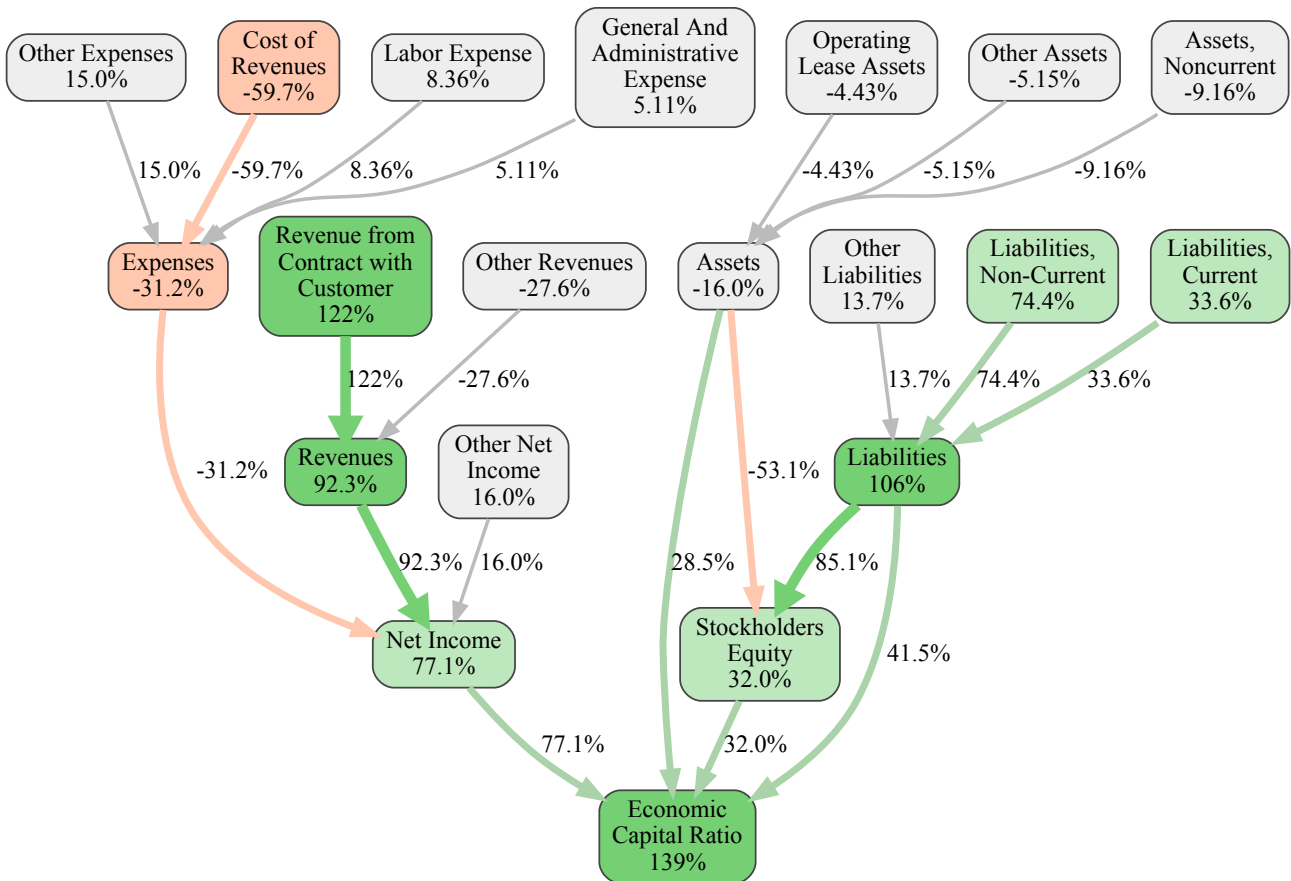 Other Expenses
15.0%
Cost of
Revenues
-59.7%
Labor Expense
8.36%
General And
Administrative
Expense
5.11%
Operating
Lease Assets
-4.43%
Other Assets
-5.15%
Assets,
Noncurrent
-9.16%
15.0%
-59.7%
8.36%
5.11%
-4.43%
-5.15%
-9.16%
Expenses
-31.2%
Revenue from
Contract with
Customer
122%
Other Revenues
-27.6%
Assets
-16.0%
Other
Liabilities
13.7%
Liabilities,
Non-Current
74.4%
Liabilities,
Current
33.6%
122%
-27.6%
13.7%
74.4%
33.6%
-31.2%
Revenues
92.3%
Other Net
Income
16.0%
-53.1%
Liabilities
106%
92.3%
16.0%
28.5%
85.1%
Net Income
77.1%
Stockholders
Equity
32.0%
41.5%
77.1%
32.0%
Economic
Capital Ratio
139%